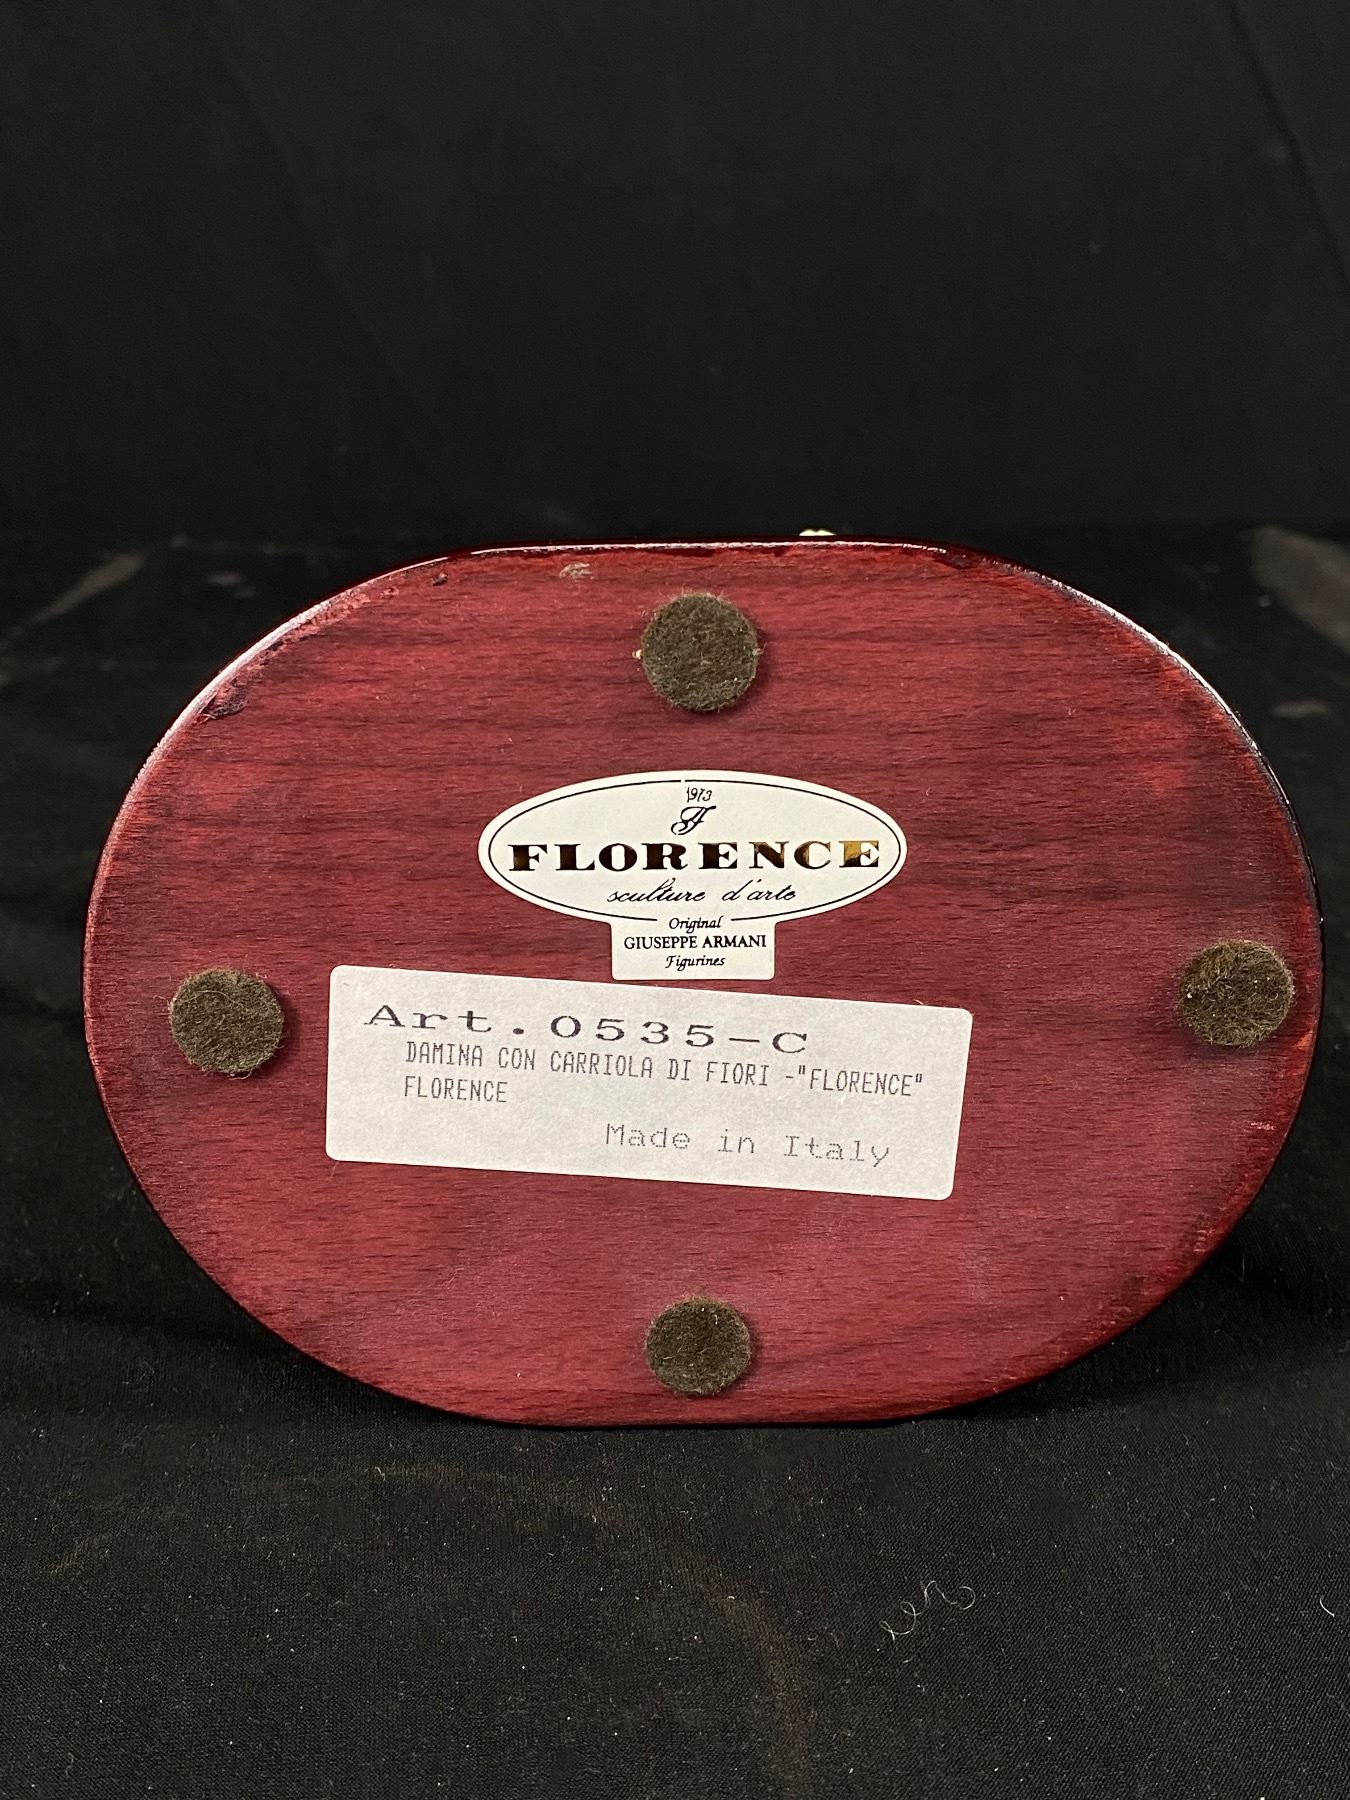 1973
FLORENCE
sculture d'arte
Original
GIUSEPPE ARMANI
Figurines
Art.0535-C
DAMINA CON CARRIOLA DI FIORI -"FLORENCE"
FLORENCE
Made in Italy